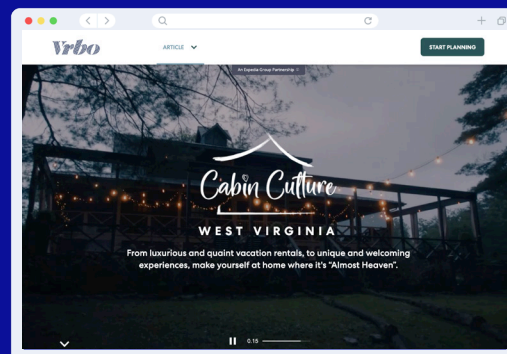 Vrbo
ARTICLE
START PLANNING
An Expedia Group Partnership
Cabin Culture
WEST VIRGINIA
From luxurious and quaint vacation rentals, to unique and welcoming
experiences, make yourself at home where it's "Almost Heaven".
0.15